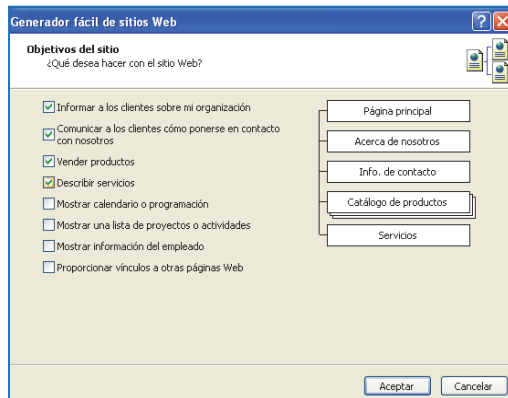 Generador fácil de sitios Web
Objetivos del sitio
¿Qué desea hacer con el sitio Web?
Informar a los clientes sobre mi organización
Comunicar a los clientes cómo ponerse en contacto
con nosotros
Vender productos
Describir servicios
Mostrar calendario o programación
Mostrar una lista de proyectos o actividades
Mostrar información del empleado
Proporcionar vínculos a otras páginas Web
Página principal
Acerca de nosotros
Info. de contacto
Catálogo de productos
Servicios
Aceptar
Cancelar